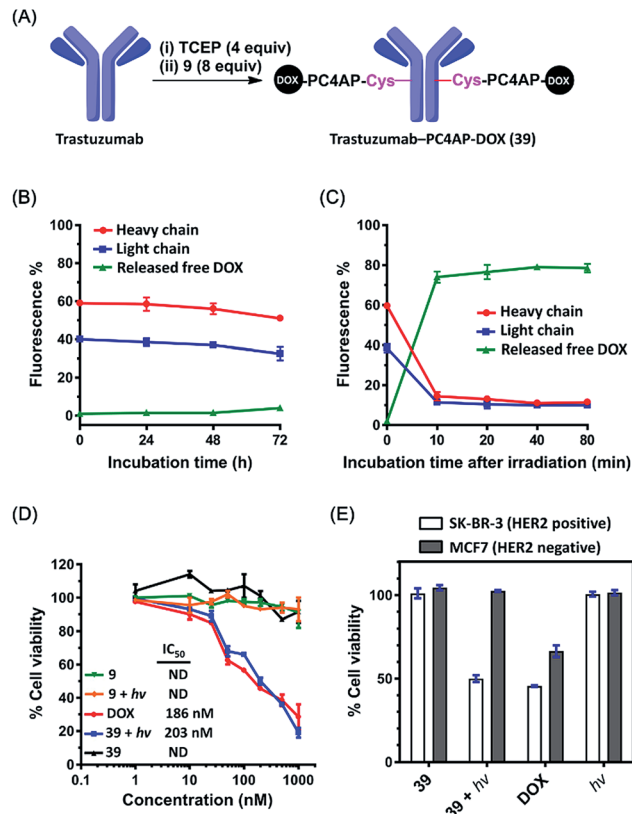 (A)
(i) TCEP (4 equiv)
(ii) 9 (8 equiv)
DOX-PC4AP-Cys
Cys-PC4AP-DOX
Trastuzumab
Trastuzumab–PC4AP-DOX (39)
(B)
Fluorescence %
100
80
60
40
20
0
Heavy chain
Light chain
Released free DOX
0 24 48 72
Incubation time (h)
(C)
Fluorescence %
100
80
60
40
20
0
Heavy chain
Light chain
Released free DOX
0 10 20 40 80
Incubation time after irradiation (min)
(D)
% Cell viability
120
100
80
60
40
20
0
IC50
9 ND
9 + hv ND
DOX 186 nM
39 + hv 203 nM
39 ND
0.1 1 10 100 1000
Concentration (nM)
(E)
SK-BR-3 (HER2 positive)
MCF7 (HER2 negative)
% Cell viability
100
50
0
39 39 + hv DOX hv